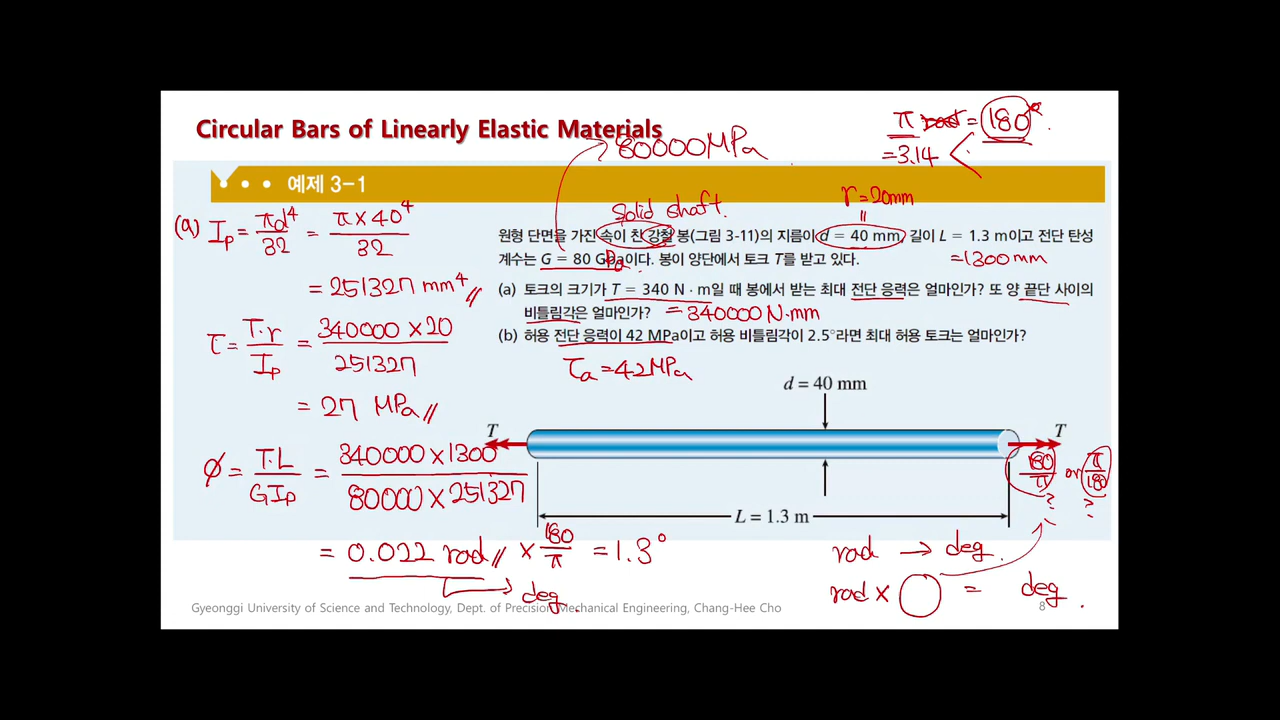 Circular Bars of Linearly Elastic Materials
80000MPa
π rad = 180°
= 3.14
예제 3-1
(a) Ip = πd⁴/32 = π×40⁴/32
= 251327 mm⁴
τ = T·r/Ip = 340000×20/251327
= 27 MPa
φ = T·L/GIp = 340000×1300/80000×251327
= 0.022 rad × 180/π = 1.3°
deg.
solid shaft.
r=20mm
=
원형 단면을 가진 속이 찬 강철 봉(그림 3-11)의 지름이 d = 40 mm, 길이 L = 1.3 m이고 전단 탄성
=1300mm
계수는 G = 80 GPa이다. 봉이 양단에서 토크 T를 받고 있다.
Pa
(a) 토크의 크기가 T = 340 N · m일 때 봉에서 받는 최대 전단 응력은 얼마인가? 또 양 끝단 사이의
비틀림각은 얼마인가?
= 340000 N·mm
(b) 허용 전단 응력이 42 MPa이고 허용 비틀림각이 2.5°라면 최대 허용 토크는 얼마인가?
τa = 42MPa
d = 40 mm
T
T
L = 1.3 m
180/π or π/180
? ?
rad → deg.
rad × ○ = deg.
Gyeonggi University of Science and Technology, Dept. of Precision Mechanical Engineering, Chang-Hee Cho
8